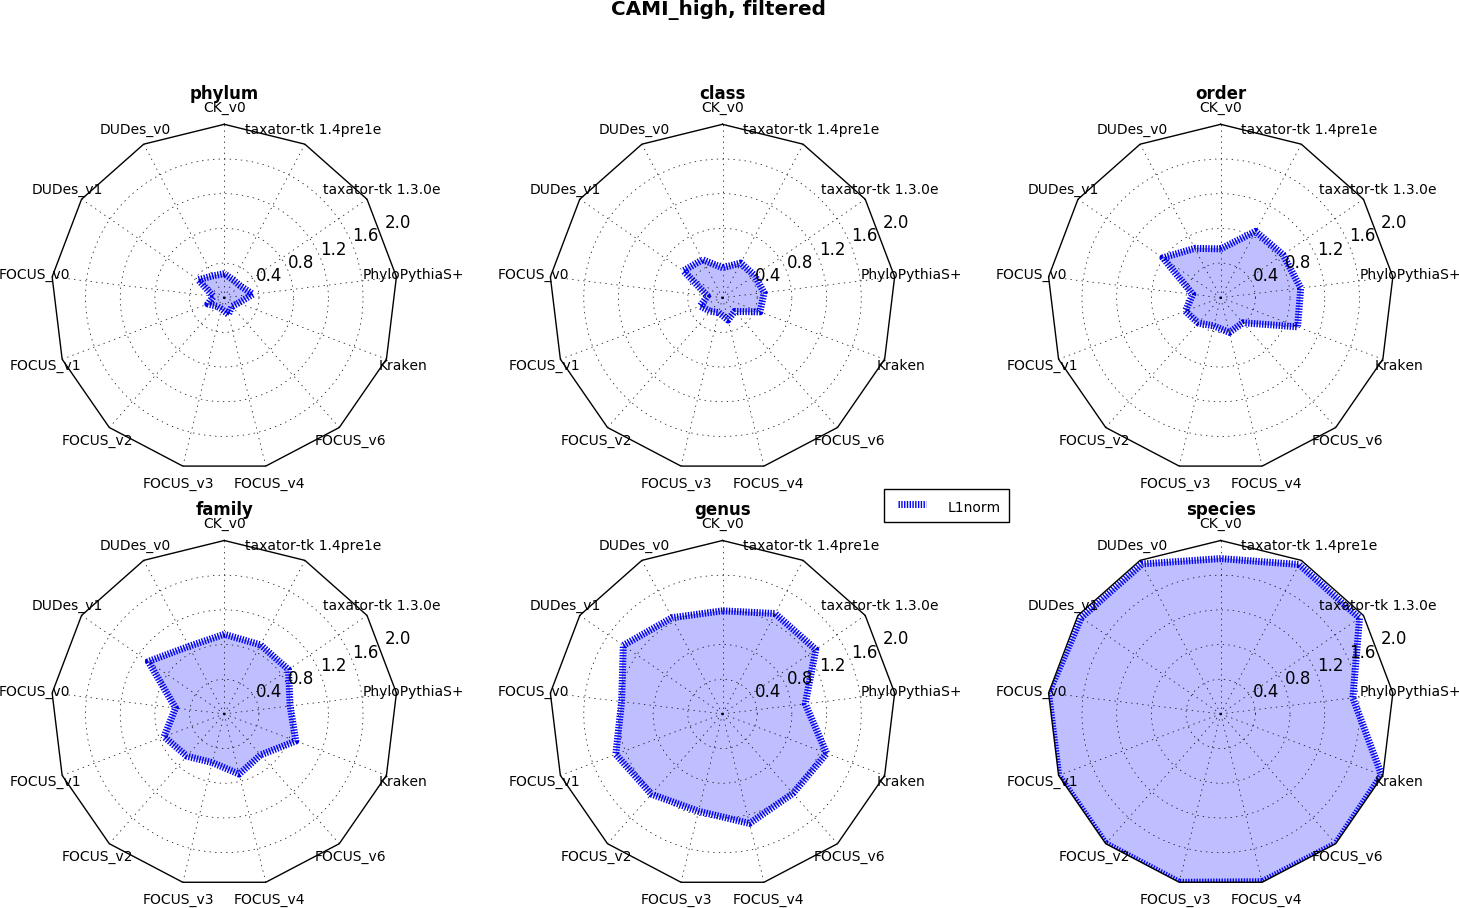 CAMI_high, filtered
phylum
CK_v0
DUDes_v0
taxator-tk 1.4pre1e
DUDes_v1
taxator-tk 1.3.0e
2.0
1.6
1.2
0.8
0.4
FOCUS_v0
PhyloPythiaS+
FOCUS_v1
Kraken
FOCUS_v2
FOCUS_v6
FOCUS_v3
FOCUS_v4
class
CK_v0
DUDes_v0
taxator-tk 1.4pre1e
DUDes_v1
taxator-tk 1.3.0e
2.0
1.6
1.2
0.8
0.4
FOCUS_v0
PhyloPythiaS+
FOCUS_v1
Kraken
FOCUS_v2
FOCUS_v6
FOCUS_v3
FOCUS_v4
order
CK_v0
DUDes_v0
taxator-tk 1.4pre1e
DUDes_v1
taxator-tk 1.3.0e
2.0
1.6
1.2
0.8
0.4
FOCUS_v0
PhyloPythiaS+
FOCUS_v1
Kraken
FOCUS_v2
FOCUS_v6
FOCUS_v3
FOCUS_v4
L1norm
family
CK_v0
DUDes_v0
taxator-tk 1.4pre1e
DUDes_v1
taxator-tk 1.3.0e
2.0
1.6
1.2
0.8
0.4
FOCUS_v0
PhyloPythiaS+
FOCUS_v1
Kraken
FOCUS_v2
FOCUS_v6
FOCUS_v3
FOCUS_v4
genus
CK_v0
DUDes_v0
taxator-tk 1.4pre1e
DUDes_v1
taxator-tk 1.3.0e
2.0
1.6
1.2
0.8
0.4
FOCUS_v0
PhyloPythiaS+
FOCUS_v1
Kraken
FOCUS_v2
FOCUS_v6
FOCUS_v3
FOCUS_v4
species
CK_v0
DUDes_v0
taxator-tk 1.4pre1e
DUDes_v1
taxator-tk 1.3.0e
2.0
1.6
1.2
0.8
0.4
FOCUS_v0
PhyloPythiaS+
FOCUS_v1
Kraken
FOCUS_v2
FOCUS_v6
FOCUS_v3
FOCUS_v4